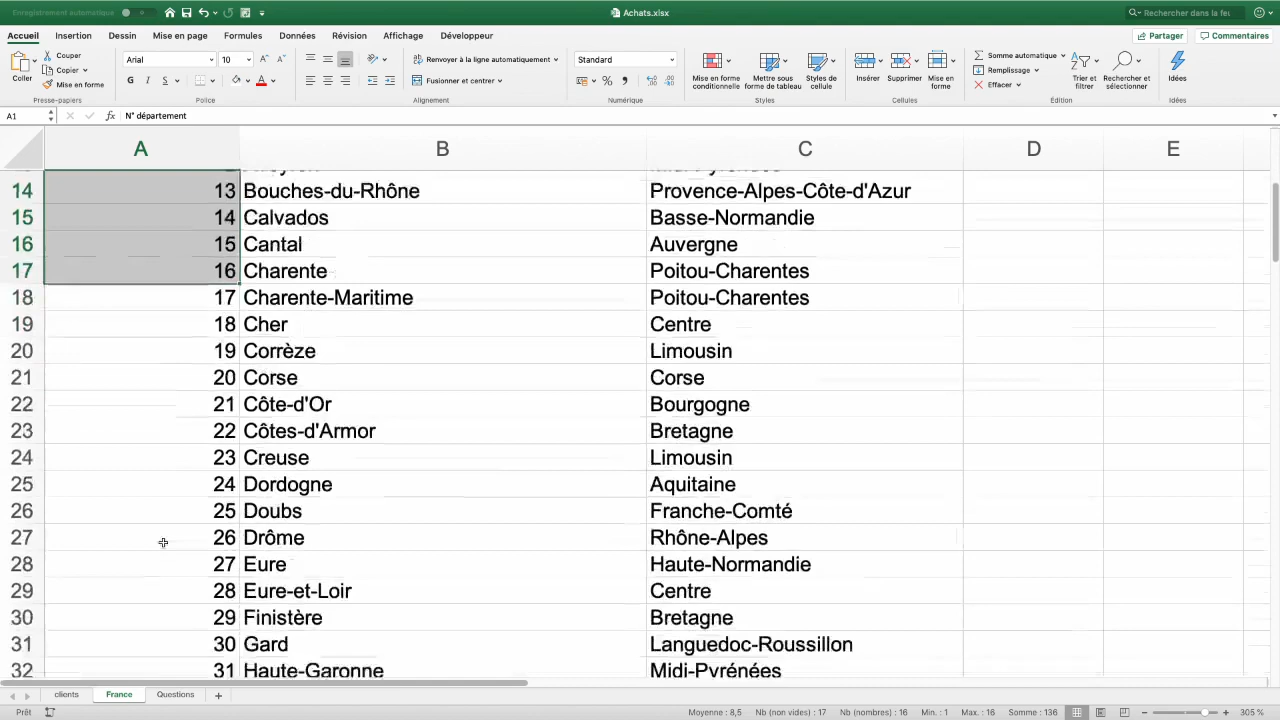 Enregistrement automatique
Achats.xlsx
Rechercher dans la feu
Accueil Insertion Dessin Mise en page Formules Données Révision Affichage Développeur
Partager Commentaires
Coller
Couper
Copier
Mise en forme
Presse-papiers
Arial 10
G I S
Police
Renvoyer à la ligne automatiquement
Fusionner et centrer
Alignement
Standard
Numérique
Mise en forme conditionnelle
Mettre sous forme de tableau
Styles de cellule
Styles
Insérer Supprimer Mise en forme
Cellules
Somme automatique
Remplissage
Effacer
Trier et filtrer
Rechercher et sélectionner
Édition
Idées
Idées
A1 fx N° département
A B C D E
14 13 Bouches-du-Rhône Provence-Alpes-Côte-d'Azur
15 14 Calvados Basse-Normandie
16 15 Cantal Auvergne
17 16 Charente Poitou-Charentes
18 17 Charente-Maritime Poitou-Charentes
19 18 Cher Centre
20 19 Corrèze Limousin
21 20 Corse Corse
22 21 Côte-d'Or Bourgogne
23 22 Côtes-d'Armor Bretagne
24 23 Creuse Limousin
25 24 Dordogne Aquitaine
26 25 Doubs Franche-Comté
27 26 Drôme Rhône-Alpes
28 27 Eure Haute-Normandie
29 28 Eure-et-Loir Centre
30 29 Finistère Bretagne
31 30 Gard Languedoc-Roussillon
32 31 Haute-Garonne Midi-Pyrénées
clients France Questions
Prêt Moyenne : 8,5 Nb (non vides) : 17 Nb (nombres) : 16 Min. : 1 Max. : 16 Somme : 136 305 %